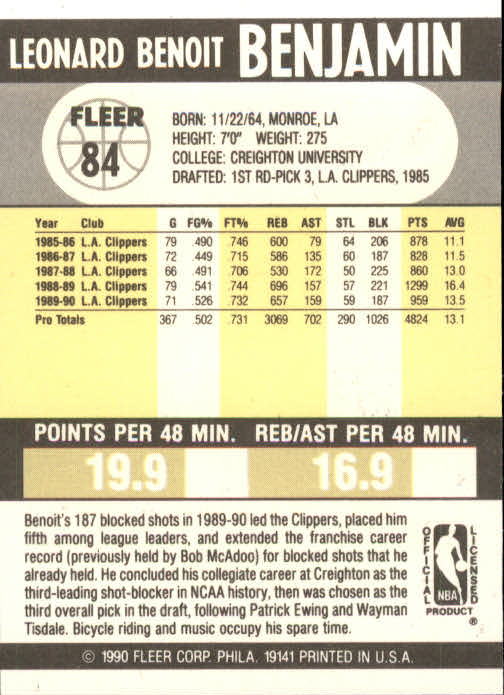 LEONARD BENOIT BENJAMIN
FLEER
84
BORN: 11/22/64, MONROE, LA
HEIGHT: 7'0" WEIGHT: 275
COLLEGE: CREIGHTON UNIVERSITY
DRAFTED: 1ST RD-PICK 3, L.A. CLIPPERS, 1985
Year Club G FG% FT% REB AST STL BLK PTS AVG
1985-86 L.A. Clippers 79 .490 .746 600 79 64 206 878 11.1
1986-87 L.A. Clippers 72 .449 .715 586 135 60 187 828 11.5
1987-88 L.A. Clippers 66 .491 .706 530 172 50 225 860 13.0
1988-89 L.A. Clippers 79 .541 .744 696 157 57 221 1299 16.4
1989-90 L.A. Clippers 71 .526 .732 657 159 59 187 959 13.5
Pro Totals 367 .502 .731 3069 702 290 1026 4824 13.1
POINTS PER 48 MIN. REB/AST PER 48 MIN.
19.9 16.9
Benoit's 187 blocked shots in 1989-90 led the Clippers, placed him
fifth among league leaders, and extended the franchise career
record (previously held by Bob McAdoo) for blocked shots that he
already held. He concluded his collegiate career at Creighton as the
third-leading shot-blocker in NCAA history, then was chosen as the
third overall pick in the draft, following Patrick Ewing and Wayman
Tisdale. Bicycle riding and music occupy his spare time.
OFFICIAL
LICENSED
NBA
PRODUCT ®
© 1990 FLEER CORP. PHILA. 19141 PRINTED IN U.S.A.